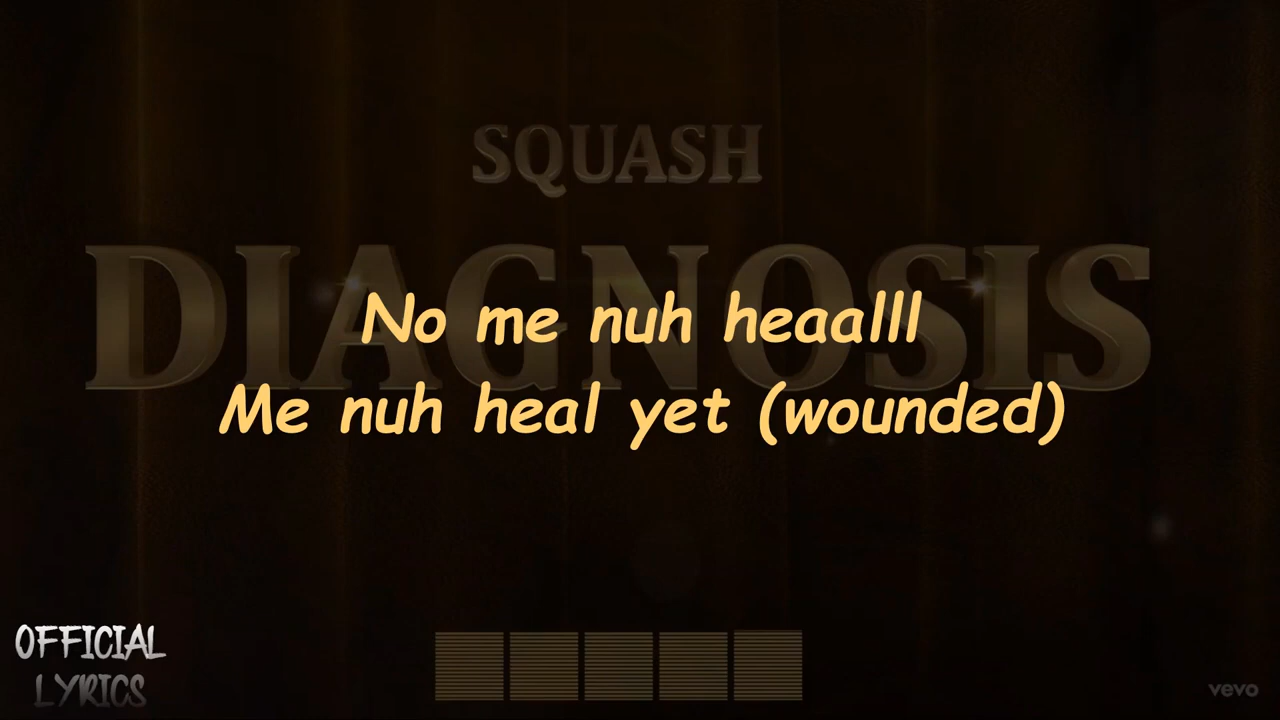 SQUASH
DIAGNOSIS
No me nuh heaalll
Me nuh heal yet (wounded)
OFFICIAL
LYRICS
vevo